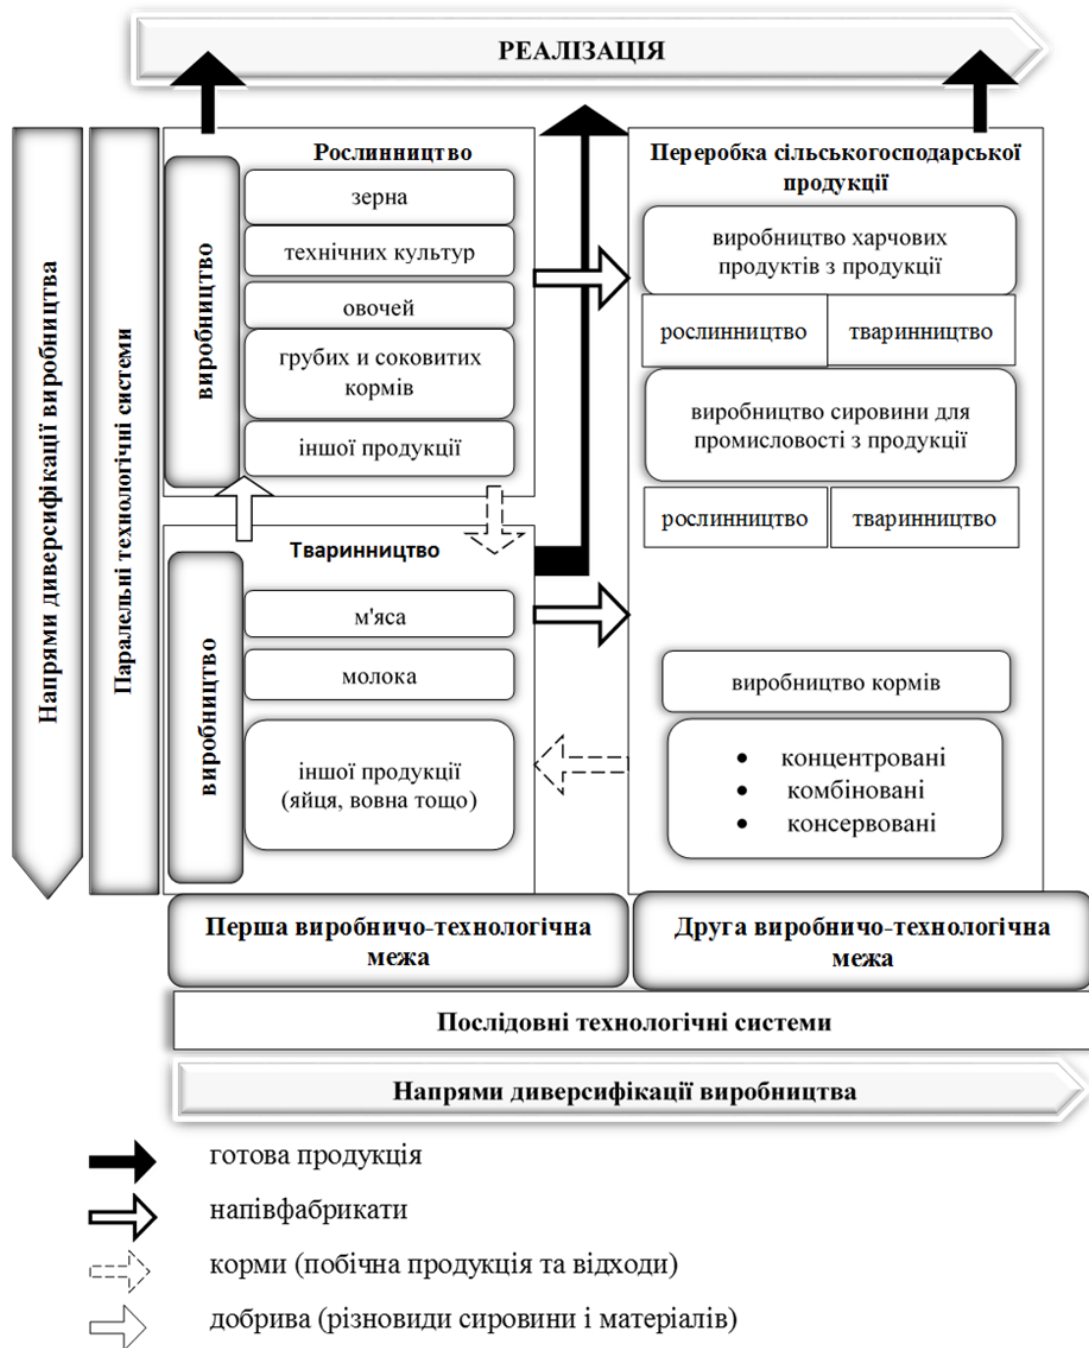 РЕАЛІЗАЦІЯ
Напрями диверсифікації виробництва
Паралельні технологічні системи
Рослинництво
виробництво
зерна
технічних культур
овочей
грубих и соковитих
кормів
іншої продукції
Тваринництво
виробництво
м'яса
молока
іншої продукції
(яйця, вовна тощо)
Переробка сільськогосподарської
продукції
виробництво харчових
продуктів з продукції
рослинництво
тваринництво
виробництво сировини для
промисловості з продукції
рослинництво
тваринництво
виробництво кормів
• концентровані
• комбіновані
• консервовані
Перша виробничо-технологічна
межа
Друга виробничо-технологічна
межа
Послідовні технологічні системи
Напрями диверсифікації виробництва
готова продукція
напівфабрикати
корми (побічна продукція та відходи)
добрива (різновиди сировини і матеріалів)